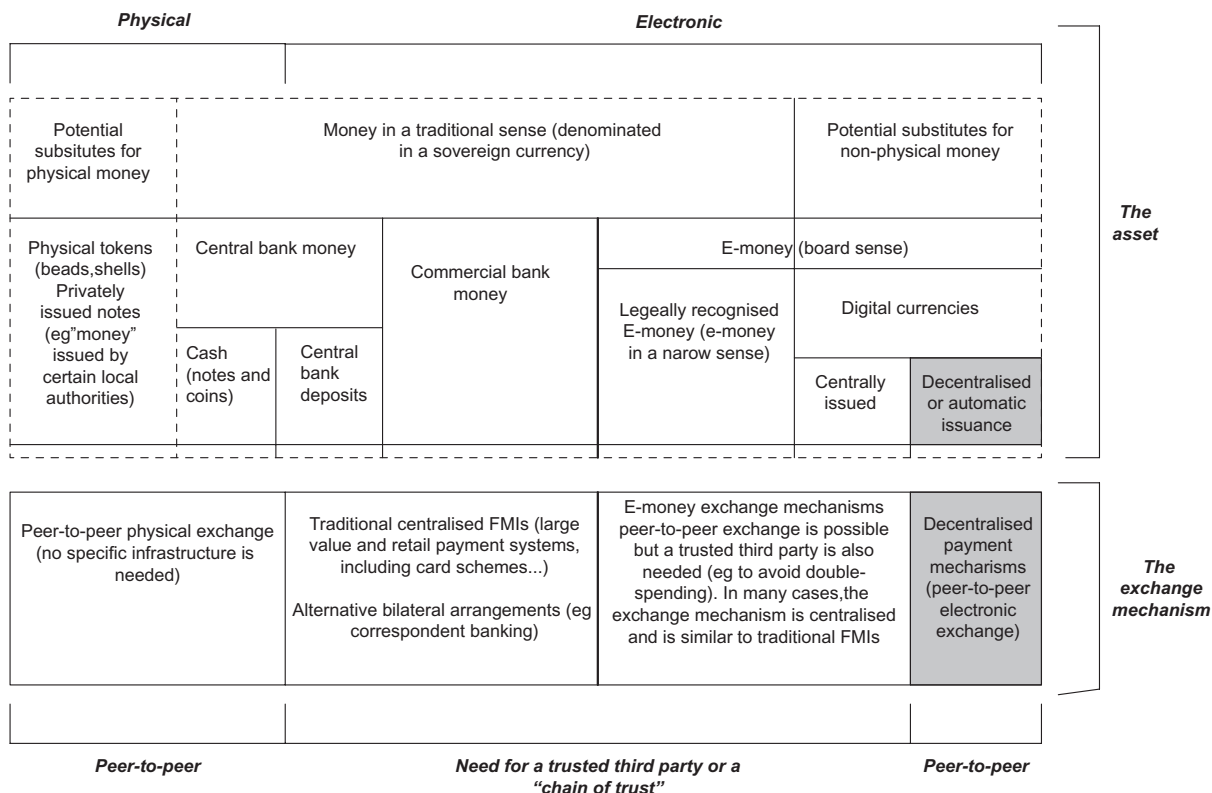 Physical
Electronic
Potential
subsitutes for
physical money
Money in a traditional sense (denominated
in a sovereign currency)
Potential substitutes for
non-physical money
The
asset
Physical tokens
(beads,shells)
Privately
issued notes
(eg"money"
issued by
certain local
authorities)
Central bank money
Cash
(notes and
coins)
Central
bank
deposits
Commercial bank
money
E-money (board sense)
Legeally recognised
E-money (e-money
in a narow sense)
Digital currencies
Centrally
issued
Decentralised
or automatic
issuance
Peer-to-peer physical exchange
(no specific infrastructure is
needed)
Traditional centralised FMIs (large
value and retail payment systems,
including card schemes...)
Alternative bilateral arrangements (eg
correspondent banking)
E-money exchange mechanisms
peer-to-peer exchange is possible
but a trusted third party is also
needed (eg to avoid double-
spending). In many cases,the
exchange mechanism is centralised
and is similar to traditional FMIs
Decentralised
payment
mechanisms
(peer-to-peer
electronic
exchange)
The
exchange
mechanism
Peer-to-peer
Need for a trusted third party or a
“chain of trust”
Peer-to-peer